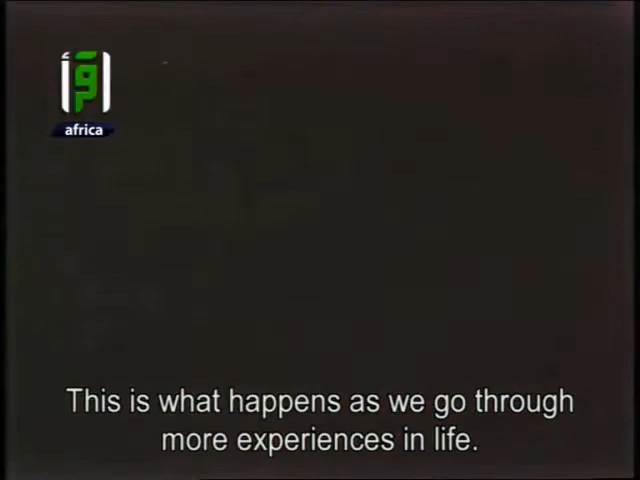 اقرأ
africa
This is what happens as we go through
more experiences in life.